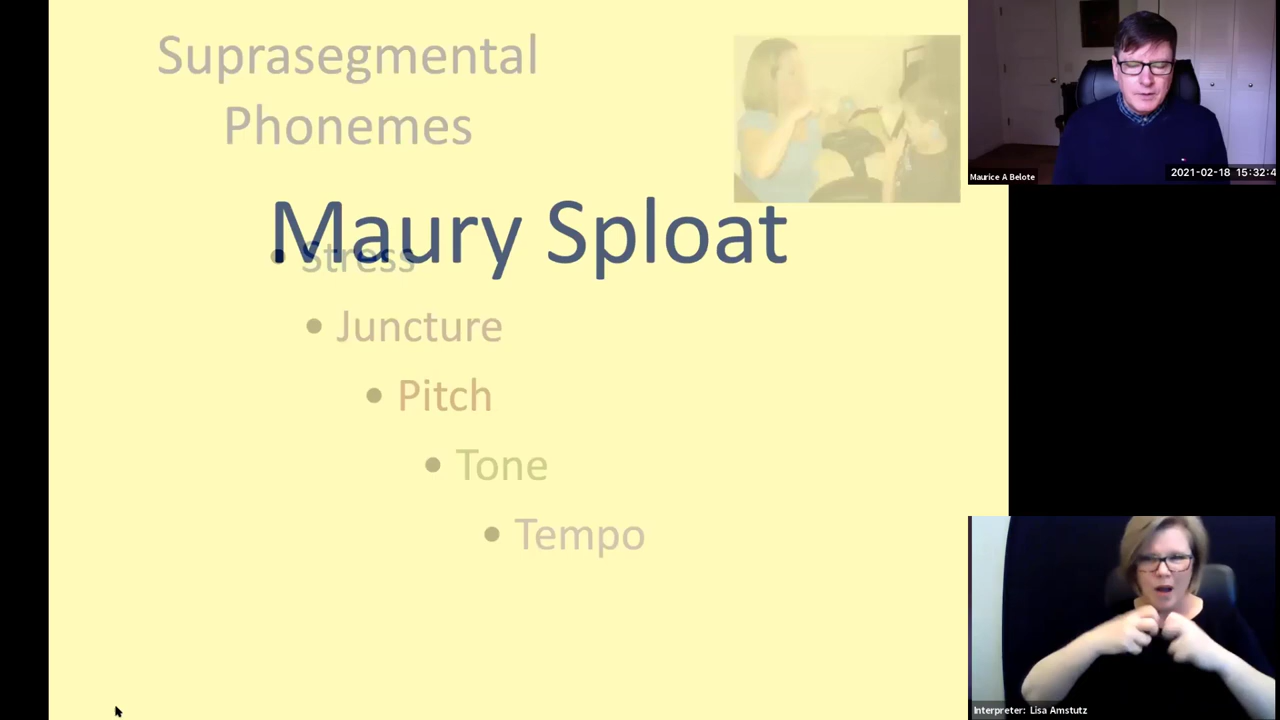 Suprasegmental
Phonemes
Maury Sploat
• Stress
• Juncture
• Pitch
• Tone
• Tempo
Maurice A Belote
2021-02-18 15:32:4
Interpreter: Lisa Amstutz